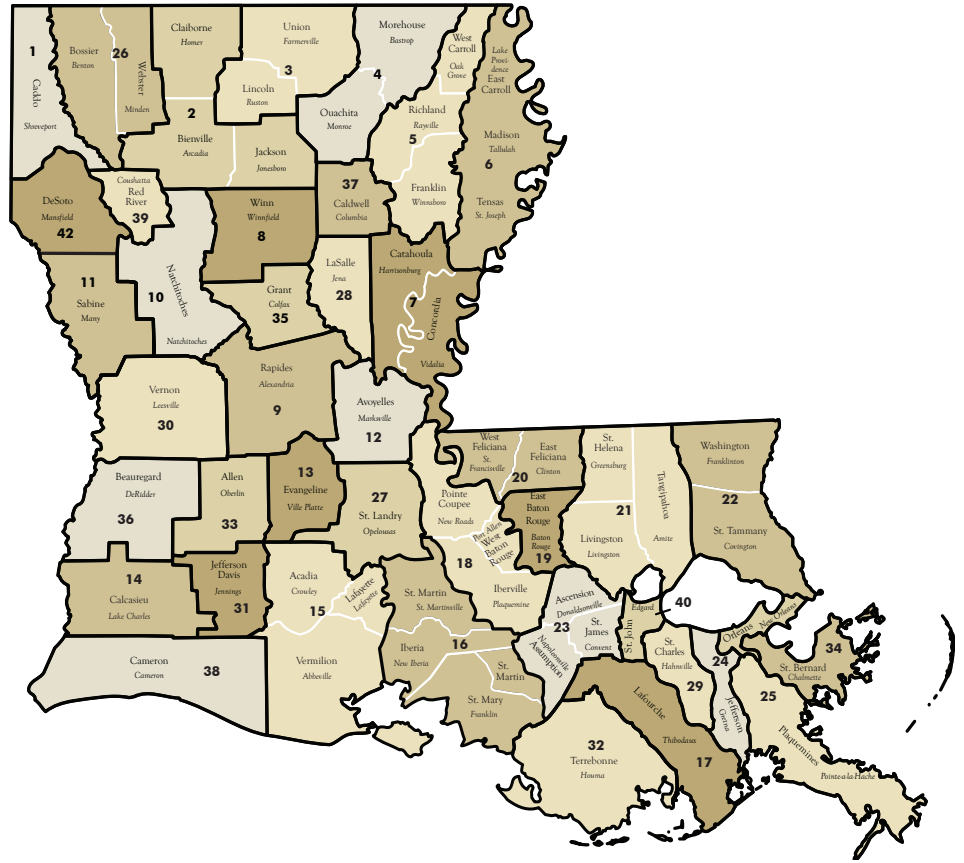 1
Caddo
Shreveport
Bossier
Benton
26
Webster
Minden
Claiborne
Homer
2
Bienville
Arcadia
Jackson
Jonesboro
Union
Farmerville
3
Lincoln
Ruston
Morehouse
Bastrop
4
Ouachita
Monroe
West
Carroll
Oak
Grove
Richland
Rayville
5
Franklin
Winnsboro
Lake
Provi-
dence
East
Carroll
Madison
Tallulah
6
Tensas
St. Joseph
DeSoto
Mansfield
42
Coushatta
Red
River
39
Winn
Winnfield
8
37
Caldwell
Columbia
Catahoula
Harrisonburg
7
Concordia
Vidalia
LaSalle
Jena
28
Grant
Colfax
35
10
Natchitoches
Natchitoches
11
Sabine
Many
Vernon
Leesville
30
Rapides
Alexandria
9
Avoyelles
Marksville
12
Beauregard
DeRidder
36
Allen
Oberlin
33
13
Evangeline
Ville Platte
27
St. Landry
Opelousas
Pointe
Coupee
New Roads
Port Allen
West
Baton
Rouge
18
Iberville
Plaquemine
West
Feliciana
St.
Francisville
20
East
Feliciana
Clinton
East
Baton
Rouge
Baton
Rouge
19
St.
Helena
Greensburg
21
Livingston
Livingston
Tangipahoa
Amite
Washington
Franklinton
22
St. Tammany
Covington
14
Calcasieu
Lake Charles
Jefferson
Davis
Jennings
31
Acadia
Crowley
15
Lafayette
Lafayette
Vermilion
Abbeville
Cameron
Cameron
38
St. Martin
St. Martinville
16
Iberia
New Iberia
St.
Martin
St. Mary
Franklin
Ascension
Donaldsonville
23
St.
James
Convent
Napoleonville
Assumption
Edgard
St. John
40
St.
Charles
Hahnville
29
24
Jefferson
Gretna
Orleans
New Orleans
34
St. Bernard
Chalmette
25
Plaquemines
Pointe-a-la-Hache
Lafourche
Thibodaux
17
32
Terrebonne
Houma